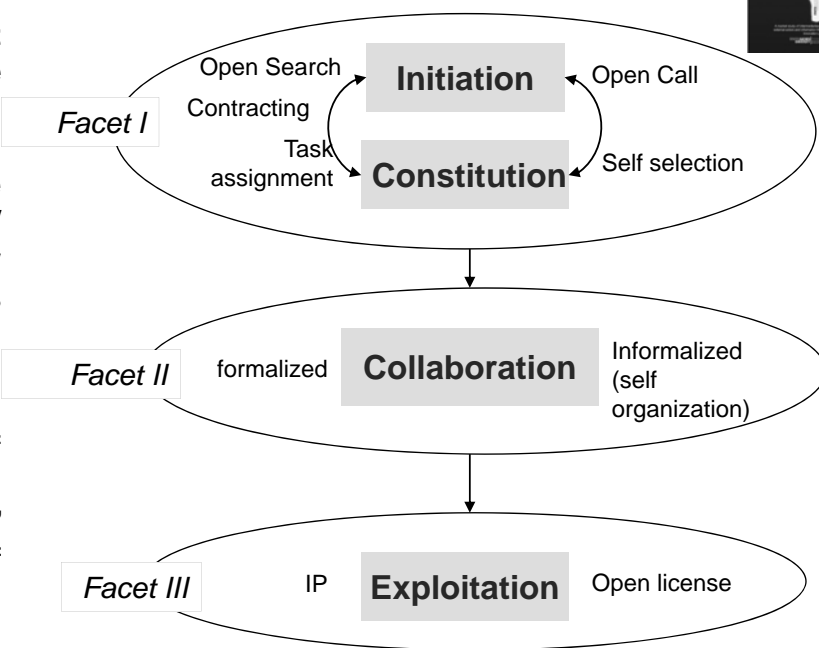 Open Search
Initiation
Open Call
Contracting
Facet I
Task
assignment
Constitution
Self selection
Facet II
formalized
Collaboration
Informalized
(self
organization)
Facet III
IP
Exploitation
Open license